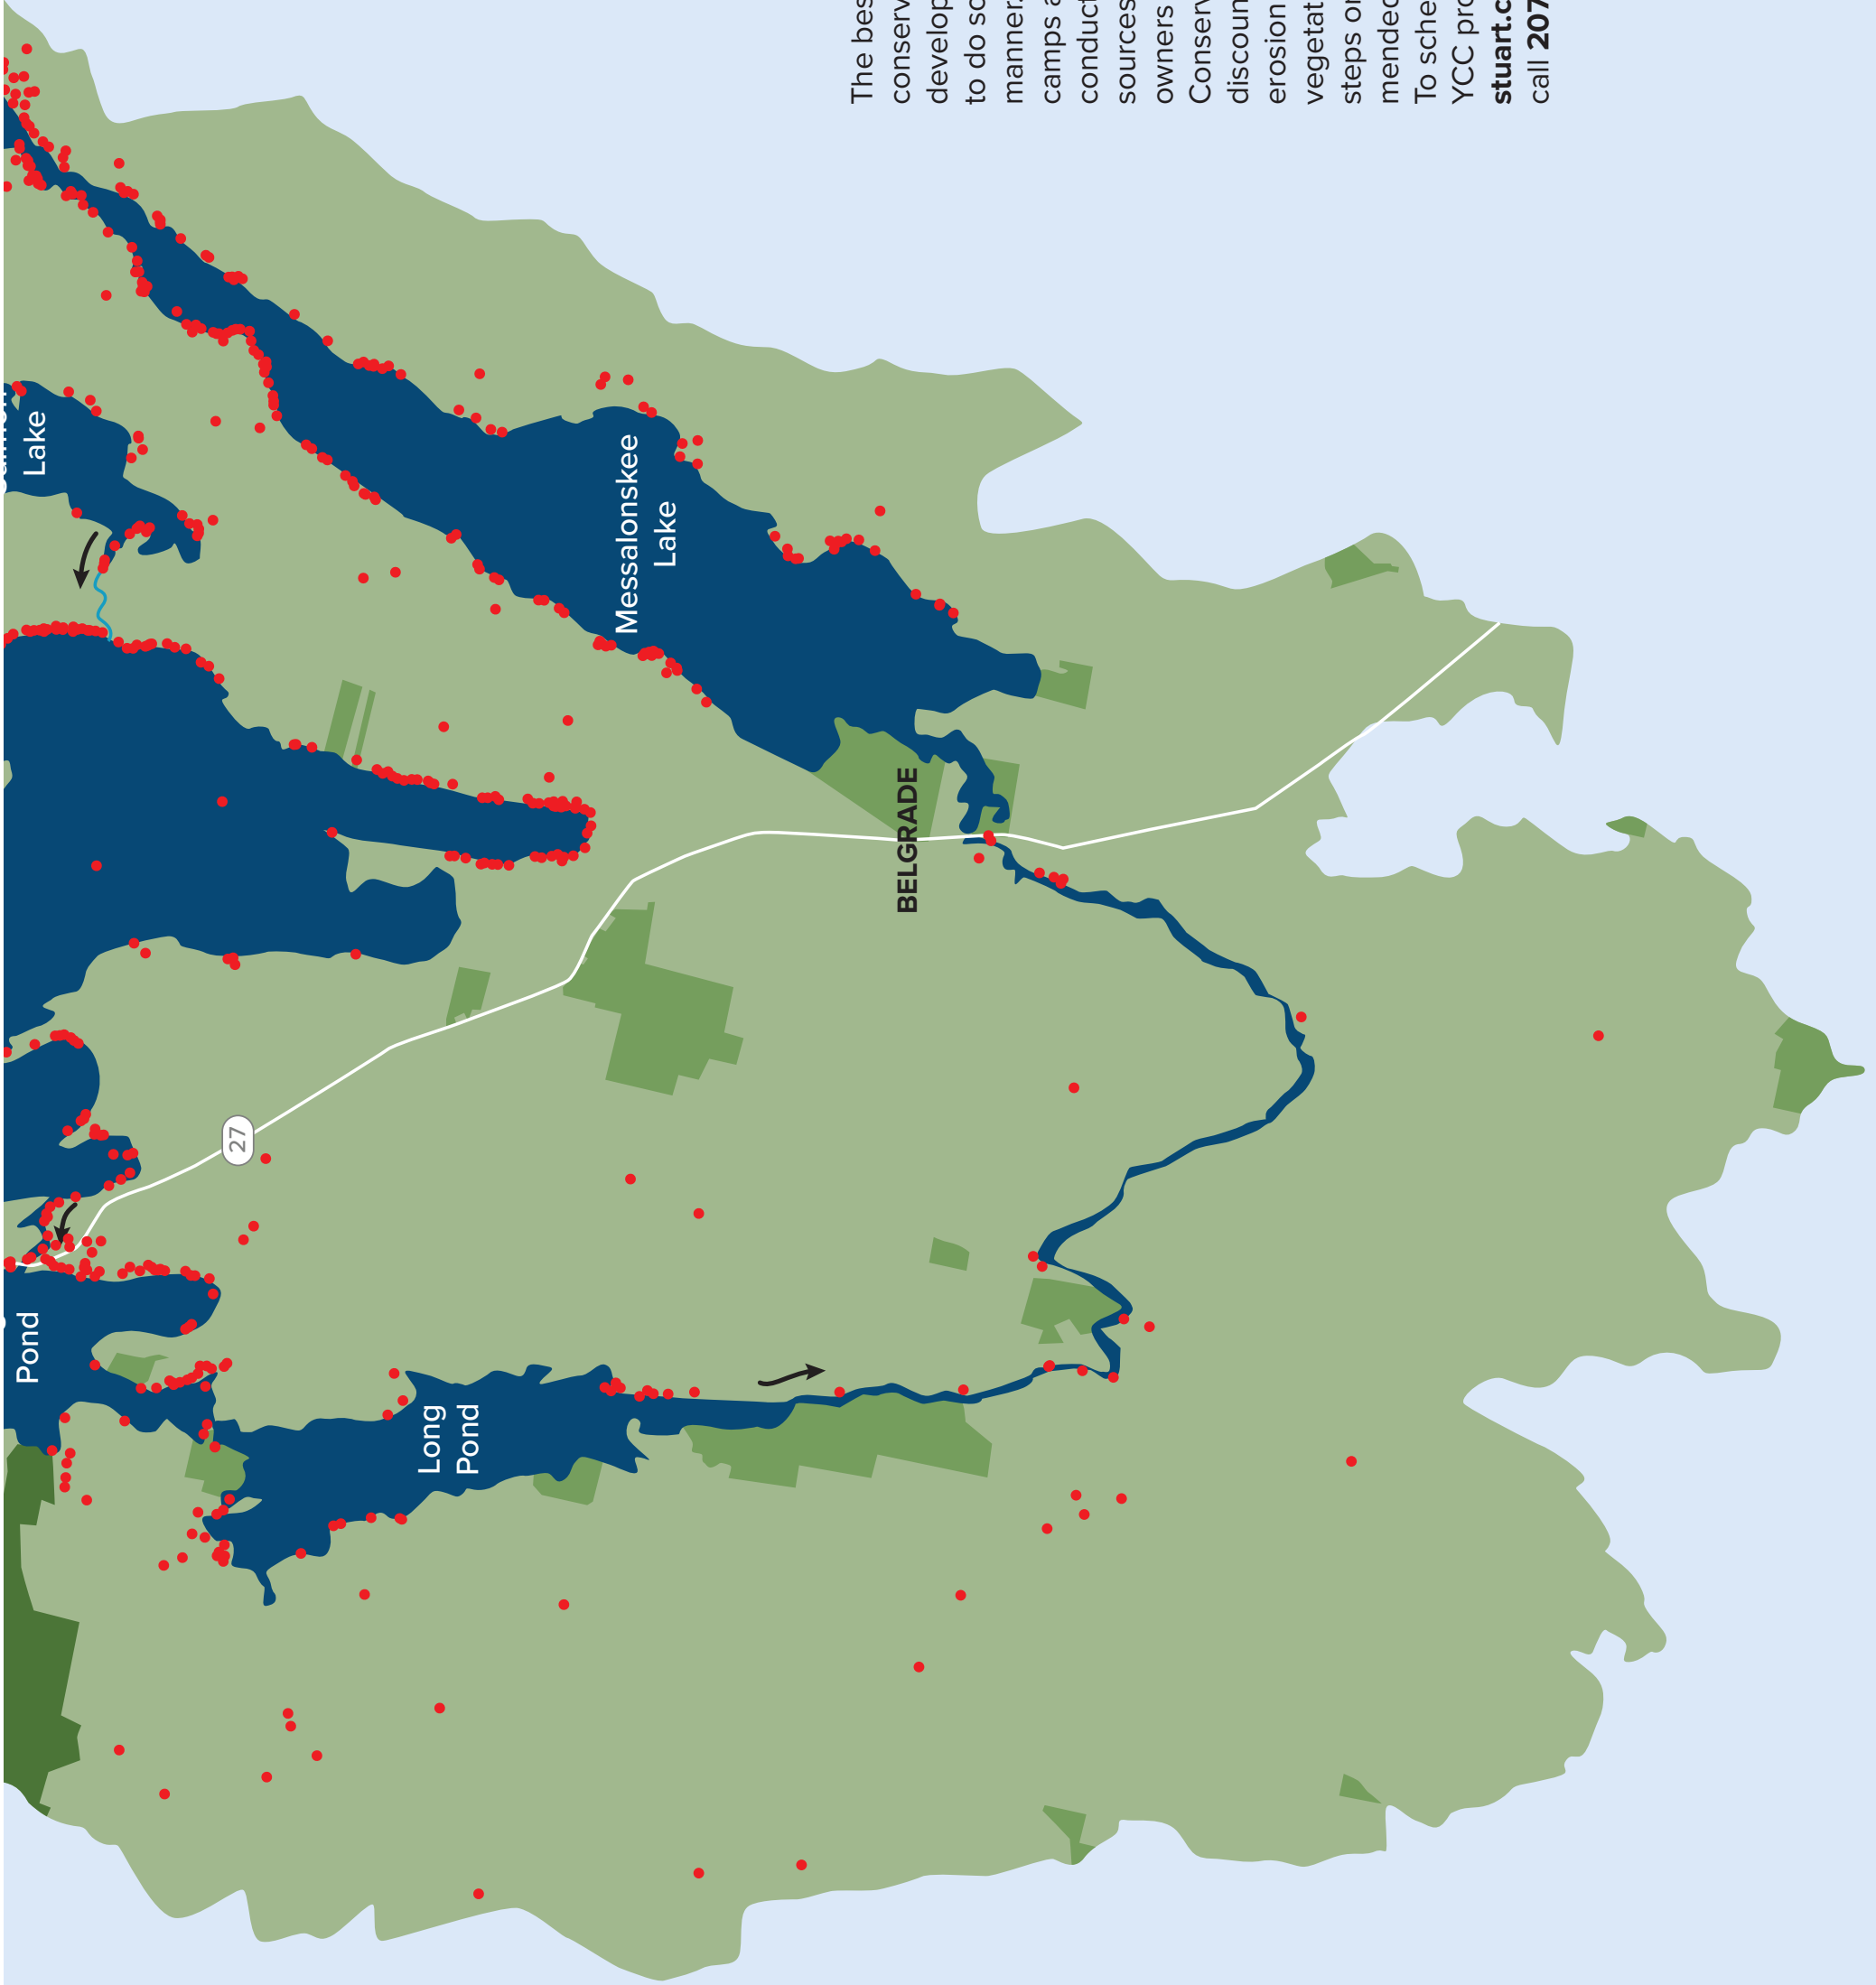 Lake
Messalonskee
Lake
BELGRADE
27
Pond
Long
Pond
The bes
conserv
develop
to do so
manner.
camps a
conduct
sources
owners
Conserv
discoun
erosion
vegetat
steps or
mended
To sche
YCC pro
stuart.c
call 207